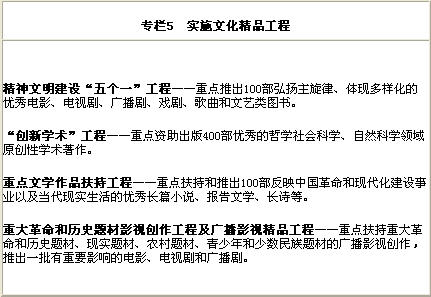 专栏5　实施文化精品工程
精神文明建设“五个一”工程——重点推出100部弘扬主旋律、体现多样化的
优秀电影、电视剧、广播剧、戏剧、歌曲和文艺类图书。
“创新学术”工程——重点资助出版400部优秀的哲学社会科学、自然科学领域
原创性学术著作。
重点文学作品扶持工程——重点扶持和推出100部反映中国革命和现代化建设事
业以及当代现实生活的优秀长篇小说、报告文学、长诗等。
重大革命和历史题材影视创作工程及广播影视精品工程——重点扶持重大革
命和历史题材、现实题材、农村题材、青少年和少数民族题材的广播影视创作，
推出一批有重要影响的电影、电视剧和广播剧。